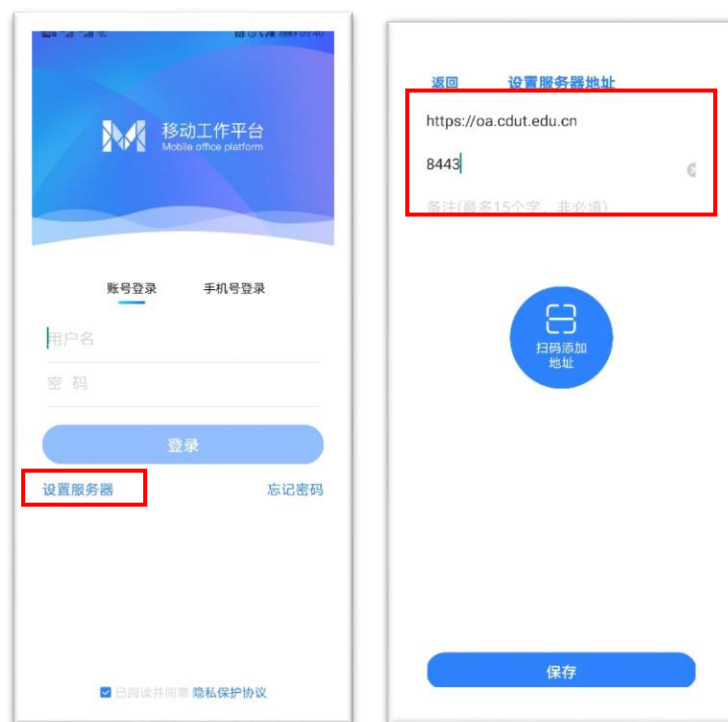 移动工作平台
Mobile office platform
账号登录 手机号登录
用户名
密 码
登录
设置服务器 忘记密码
已阅读并同意 隐私保护协议
返回 设置服务器地址
https://oa.cdut.edu.cn
8443
备注(最多15个字，非必填)
扫码添加
地址
保存